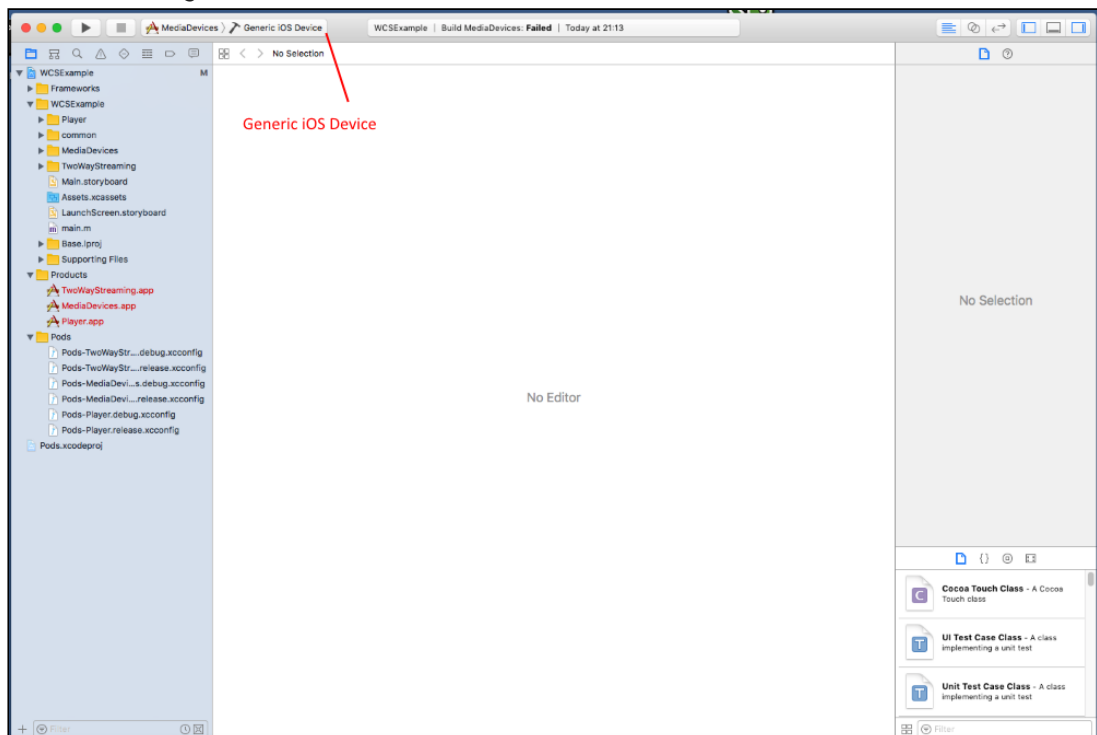 MediaDevices
Generic iOS Device
WCSExample | Build MediaDevices: Failed | Today at 21:13
No Selection
WCSExample
M
Frameworks
WCSExample
Player
common
MediaDevices
TwoWayStreaming
Main.storyboard
Assets.xcassets
LaunchScreen.storyboard
main.m
Base.lproj
Supporting Files
Products
TwoWayStreaming.app
MediaDevices.app
Player.app
Pods
Pods-TwoWayStr....debug.xcconfig
Pods-TwoWayStr....release.xcconfig
Pods-MediaDevi...s.debug.xcconfig
Pods-MediaDevi....release.xcconfig
Pods-Player.debug.xcconfig
Pods-Player.release.xcconfig
Pods.xcodeproj
Filter
Generic iOS Device
No Editor
No Selection
C
Cocoa Touch Class - A Cocoa
Touch class
T
UI Test Case Class - A class
implementing a unit test
T
Unit Test Case Class - A class
implementing a unit test
Filter